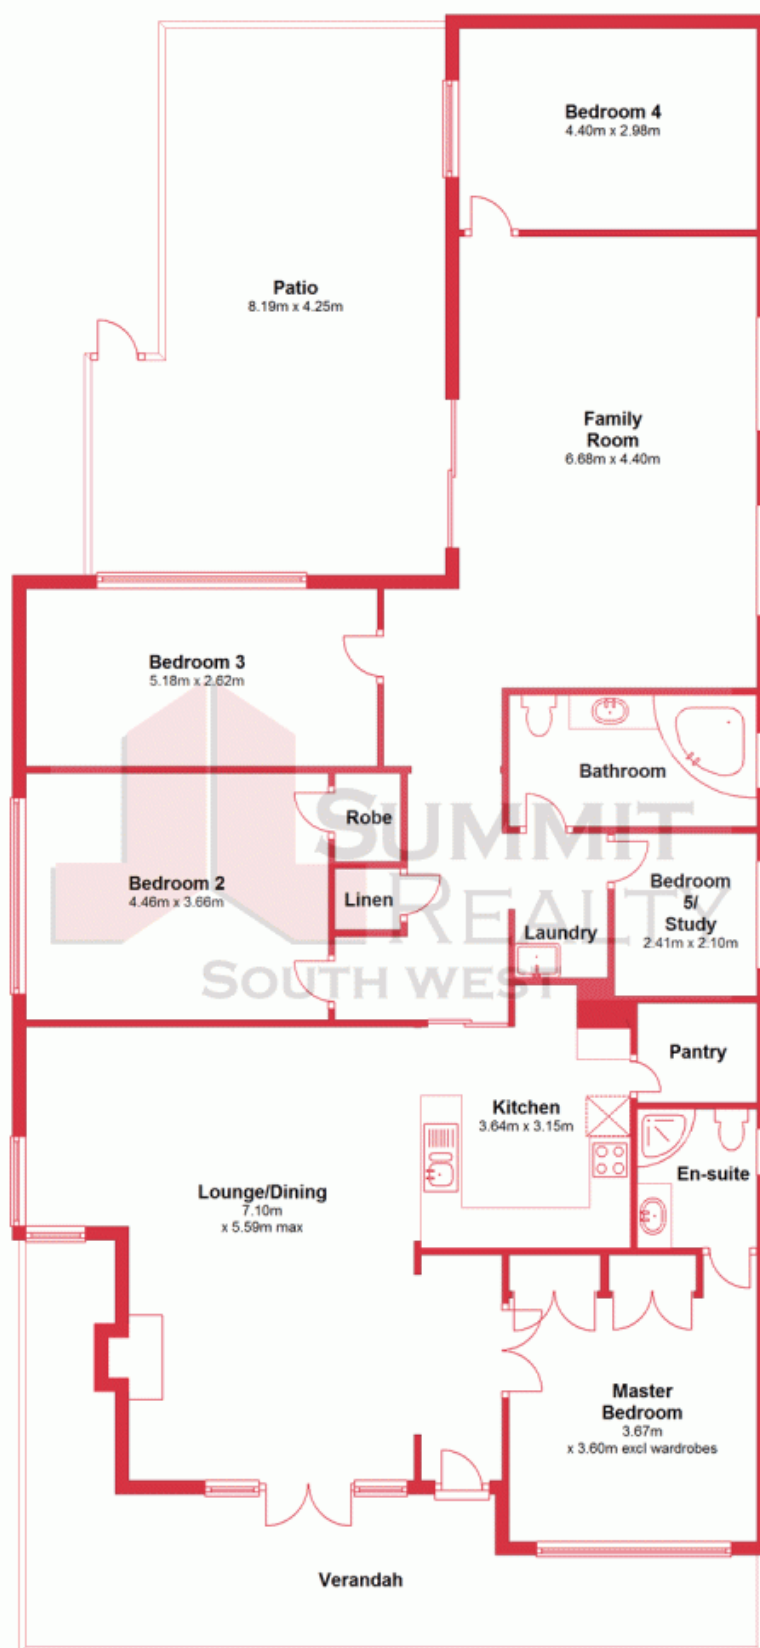 Bedroom 4
4.40m x 2.98m
Patio
8.19m x 4.25m
Family
Room
6.68m x 4.40m
Bedroom 3
5.18m x 2.62m
Bathroom
Robe
SUMMIT
Bedroom 2
4.46m x 3.66m
Linen
REALTY
Bedroom
5/
Study
2.41m x 2.10m
Laundry
SOUTH WEST
Pantry
Kitchen
3.64m x 3.15m
En-suite
Lounge/Dining
7.10m
x 5.59m max
Master
Bedroom
3.67m
x 3.60m excl wardrobes
Verandah